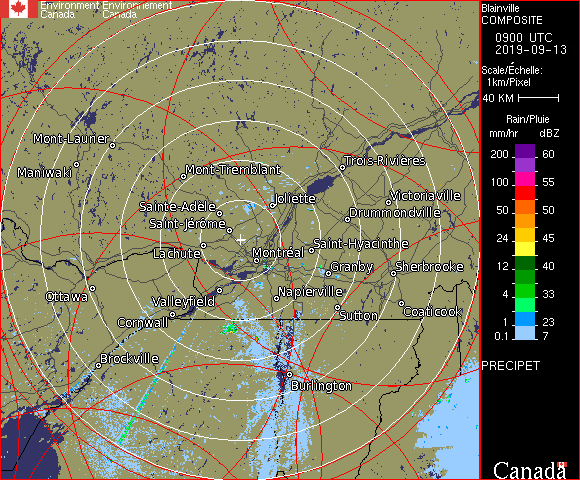 Environment Environnement
Canada Canada
Blainville
COMPOSITE
0900 UTC
2019-09-13
Scale/Échelle:
1km/Pixel
40 KM
Rain/Pluie
mm/hr dBZ
200 60
100 55
50 50
24 45
12 40
4 33
1 23
0.1 7
PRECIPET
Mont-Laurier
Maniwaki
Mont-Tremblant
Trois-Rivières
Sainte-Adèle
Joliette
Victoriaville
Saint-Jérôme
Drummondville
Lachute
Montréal
Saint-Hyacinthe
Granby
Sherbrooke
Ottawa
Valleyfield
Napierville
Cornwall
Sutton
Coaticook
Brockville
Burlington
Canada